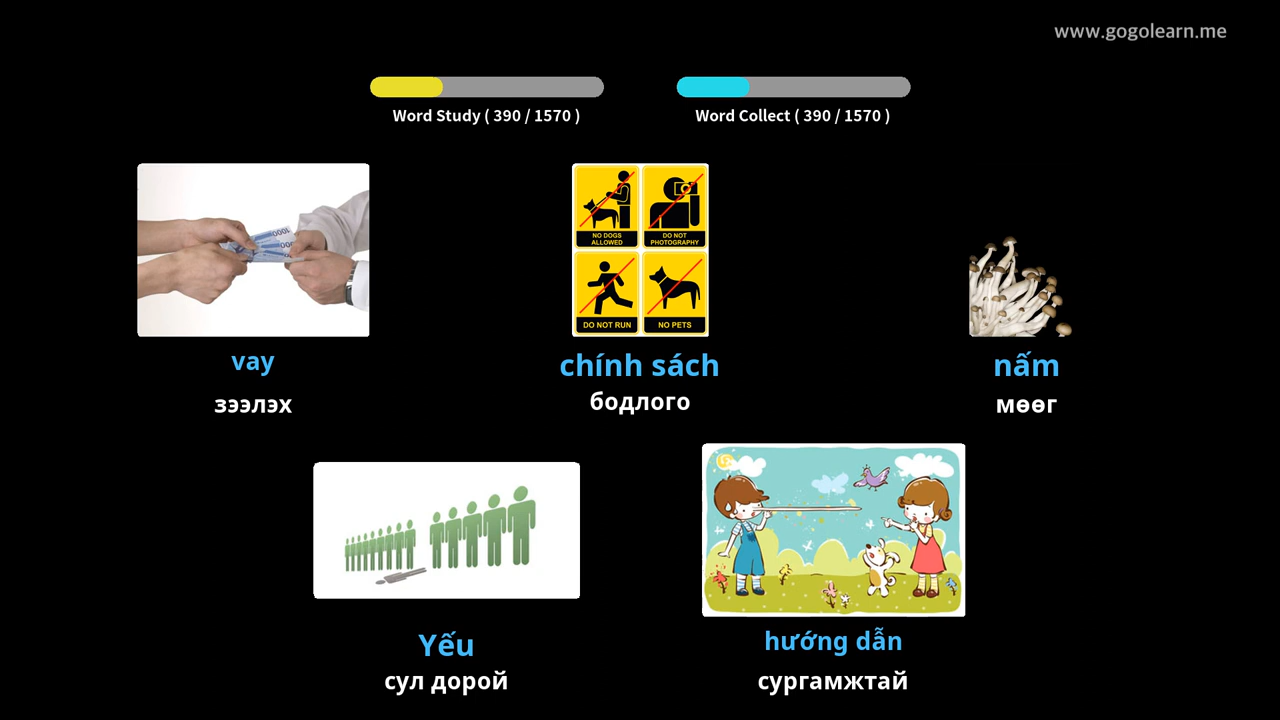 www.gogolearn.me
Word Study ( 390 / 1570 )
Word Collect ( 390 / 1570 )
1000
NO DOGS
ALLOWED
DO NOT
PHOTOGRAPHY
DO NOT RUN
NO PETS
vay
зээлэх
chính sách
бодлого
nấm
мөөг
Yếu
сул дорой
hướng dẫn
сургамжтай